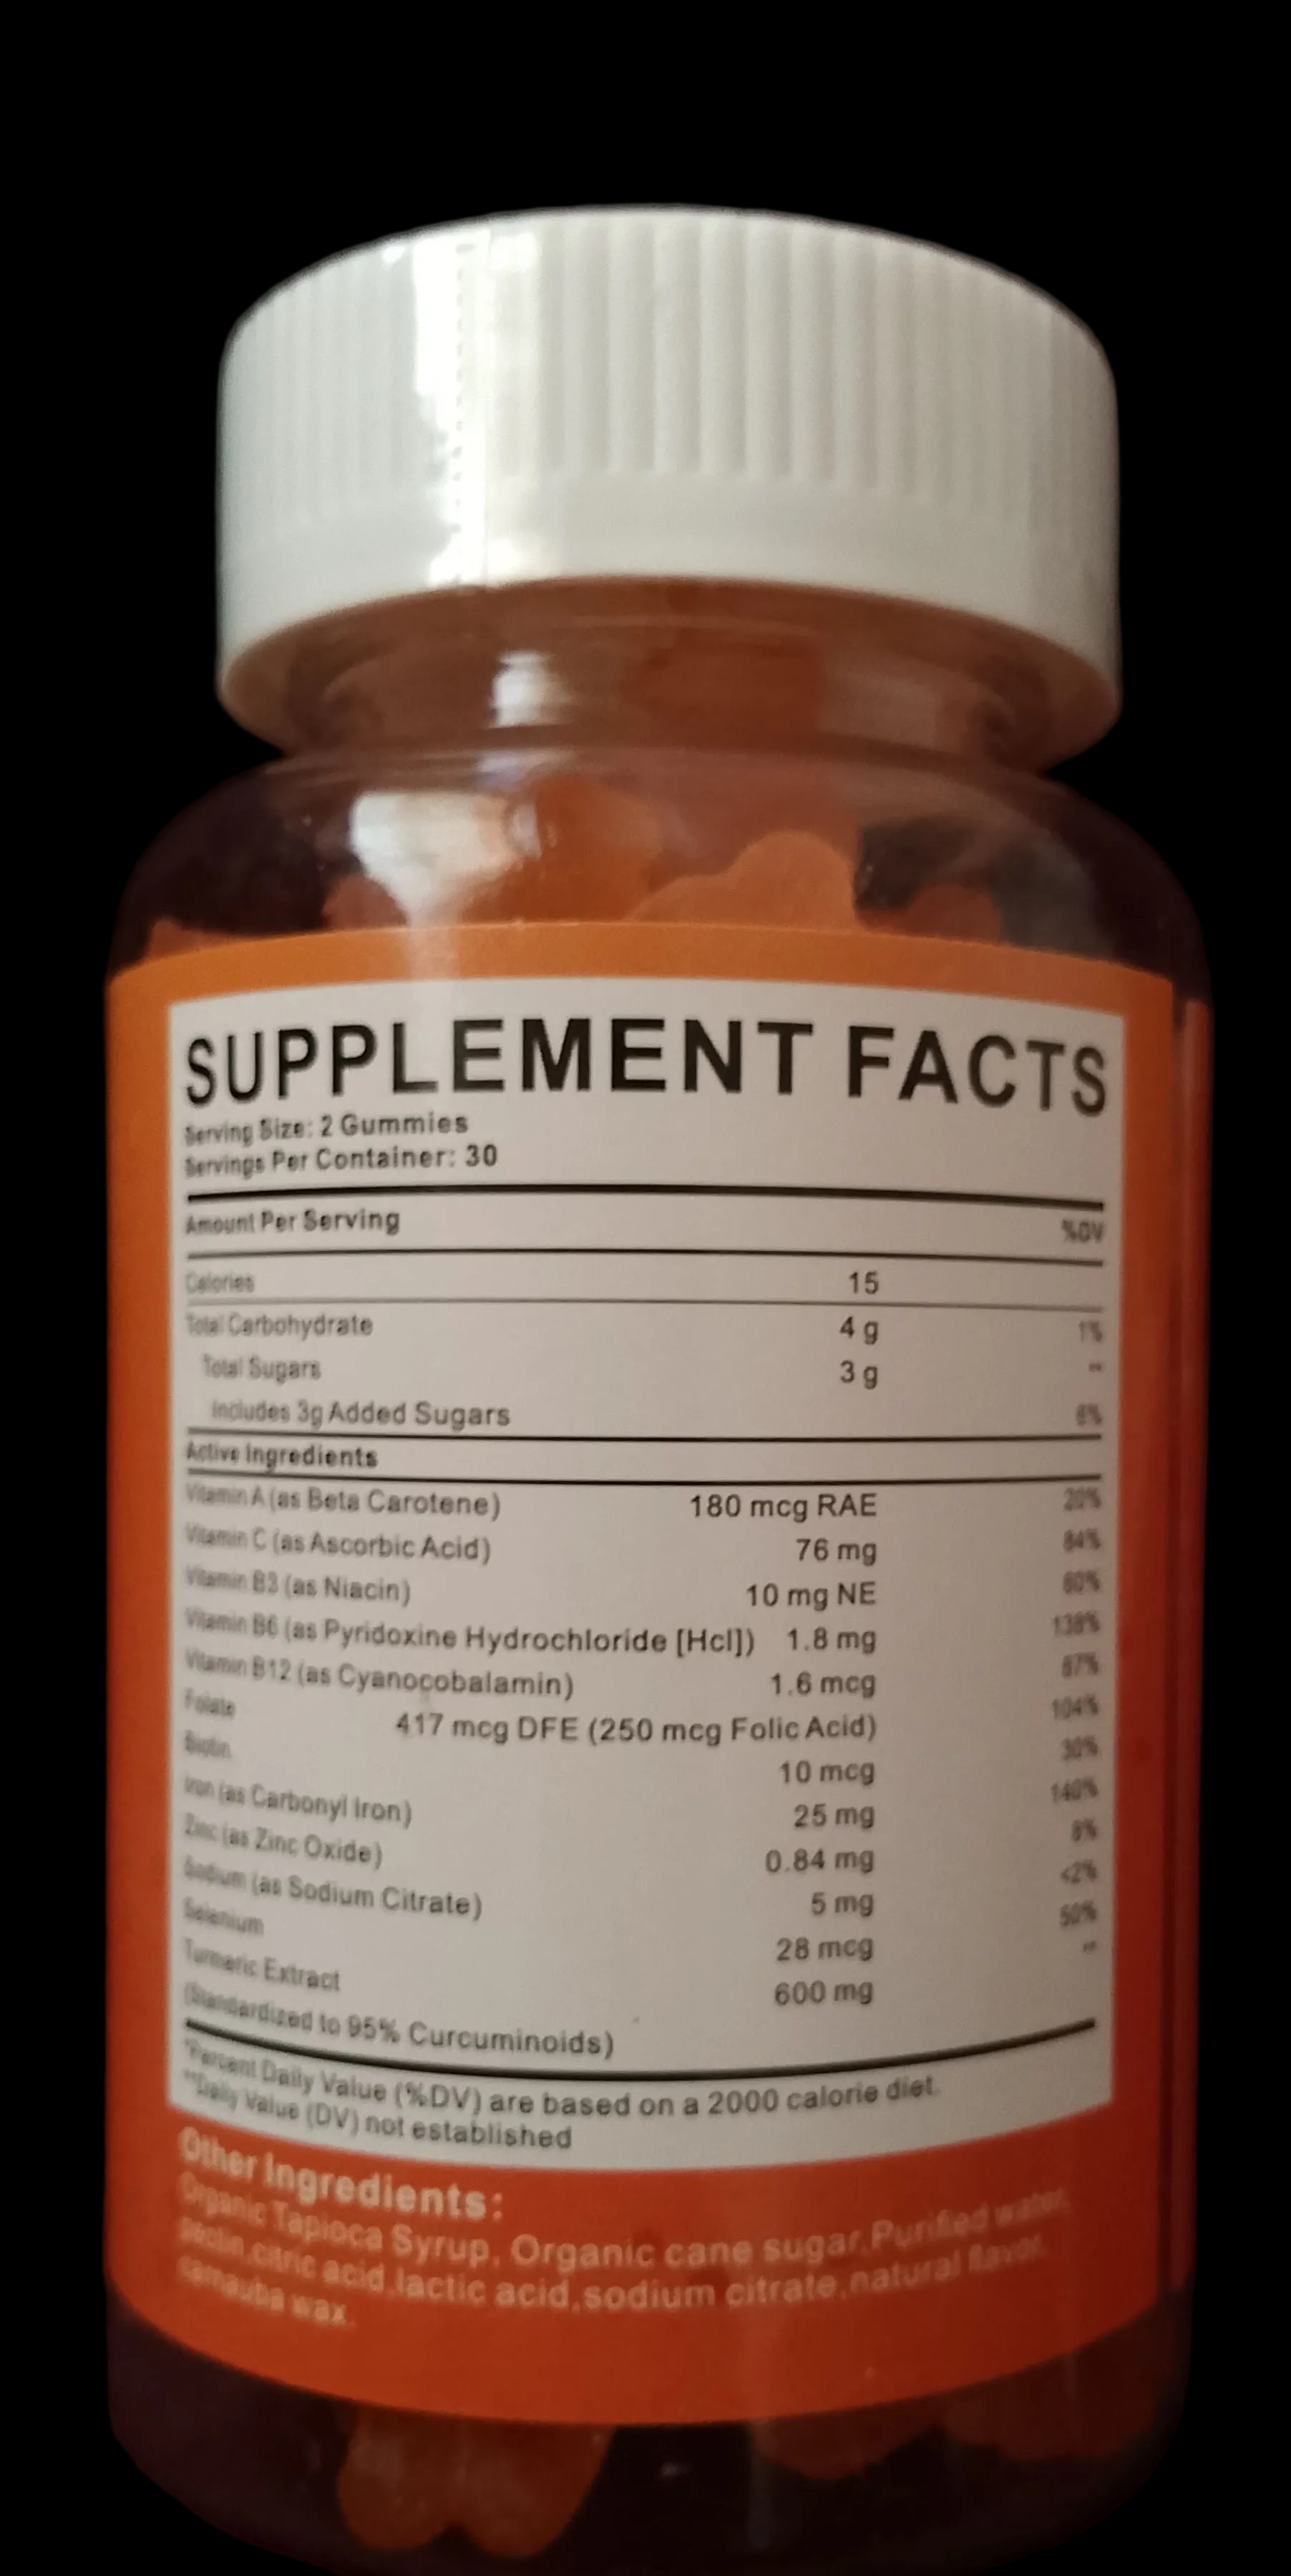 SUPPLEMENT FACTS
Serving Size: 2 Gummies
Servings Per Container: 30
Amount Per Serving %DV
Calories 15
Total Carbohydrate 4 g 1%
Total Sugars 3 g **
Includes 3g Added Sugars 6%
Active Ingredients
Vitamin A (as Beta Carotene) 180 mcg RAE 20%
Vitamin C (as Ascorbic Acid) 76 mg 84%
Vitamin B3 (as Niacin) 10 mg NE 60%
Vitamin B6 (as Pyridoxine Hydrochloride [Hcl]) 1.8 mg 138%
Vitamin B12 (as Cyanocobalamin) 1.6 mcg 67%
Folate 417 mcg DFE (250 mcg Folic Acid) 104%
Biotin 10 mcg 30%
Iron (as Carbonyl Iron) 25 mg 140%
Zinc (as Zinc Oxide) 0.84 mg 8%
Sodium (as Sodium Citrate) 5 mg <2%
Selenium 28 mcg 50%
Turmeric Extract 600 mg **
(Standardized to 95% Curcuminoids)
*Percent Daily Value (%DV) are based on a 2000 calorie diet.
**Daily Value (DV) not established
Other Ingredients:
Organic Tapioca Syrup, Organic cane sugar,Purified water,
pectin,citric acid,lactic acid,sodium citrate,natural flavor,
carnauba wax.